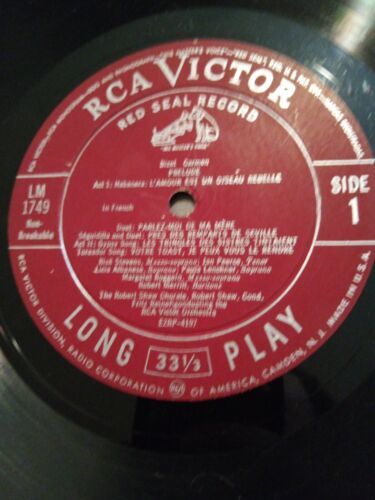 RCA VICTOR
RED SEAL RECORD
"HIS MASTER'S VOICE"
Bizet Carmen
PRELUDE
Act I: Habanera: L'AMOUR EST UN OISEAU REBELLE
LM
1749
Non-
Breakable
In French
SIDE
1
Duet: PARLEZ-MOI DE MA MÈRE
Séguidille and Duet: PRÈS DES REMPARTS DE SEVILLE
Act II: Gypsy Song: LES TRINGLES DES SISTRES TINTAIENT
Toreador Song: VOTRE TOAST, JE PEUX VOUS LE RENDRE
Risë Stevens, Mezzo-soprano; Jan Peerce, Tenor
Licia Albanese, Soprano; Paula Lenchner, Soprano
Margaret Roggero, Mezzo-soprano
Robert Merrill, Baritone
The Robert Shaw Chorale, Robert Shaw, Cond.
Fritz Reiner conducting the
RCA Victor Orchestra
E2RP-4197
LONG 33 1/3 PLAY
RCA VICTOR DIVISION, RADIO CORPORATION RCA OF AMERICA, CAMDEN, N. J. MADE IN U.S.A.